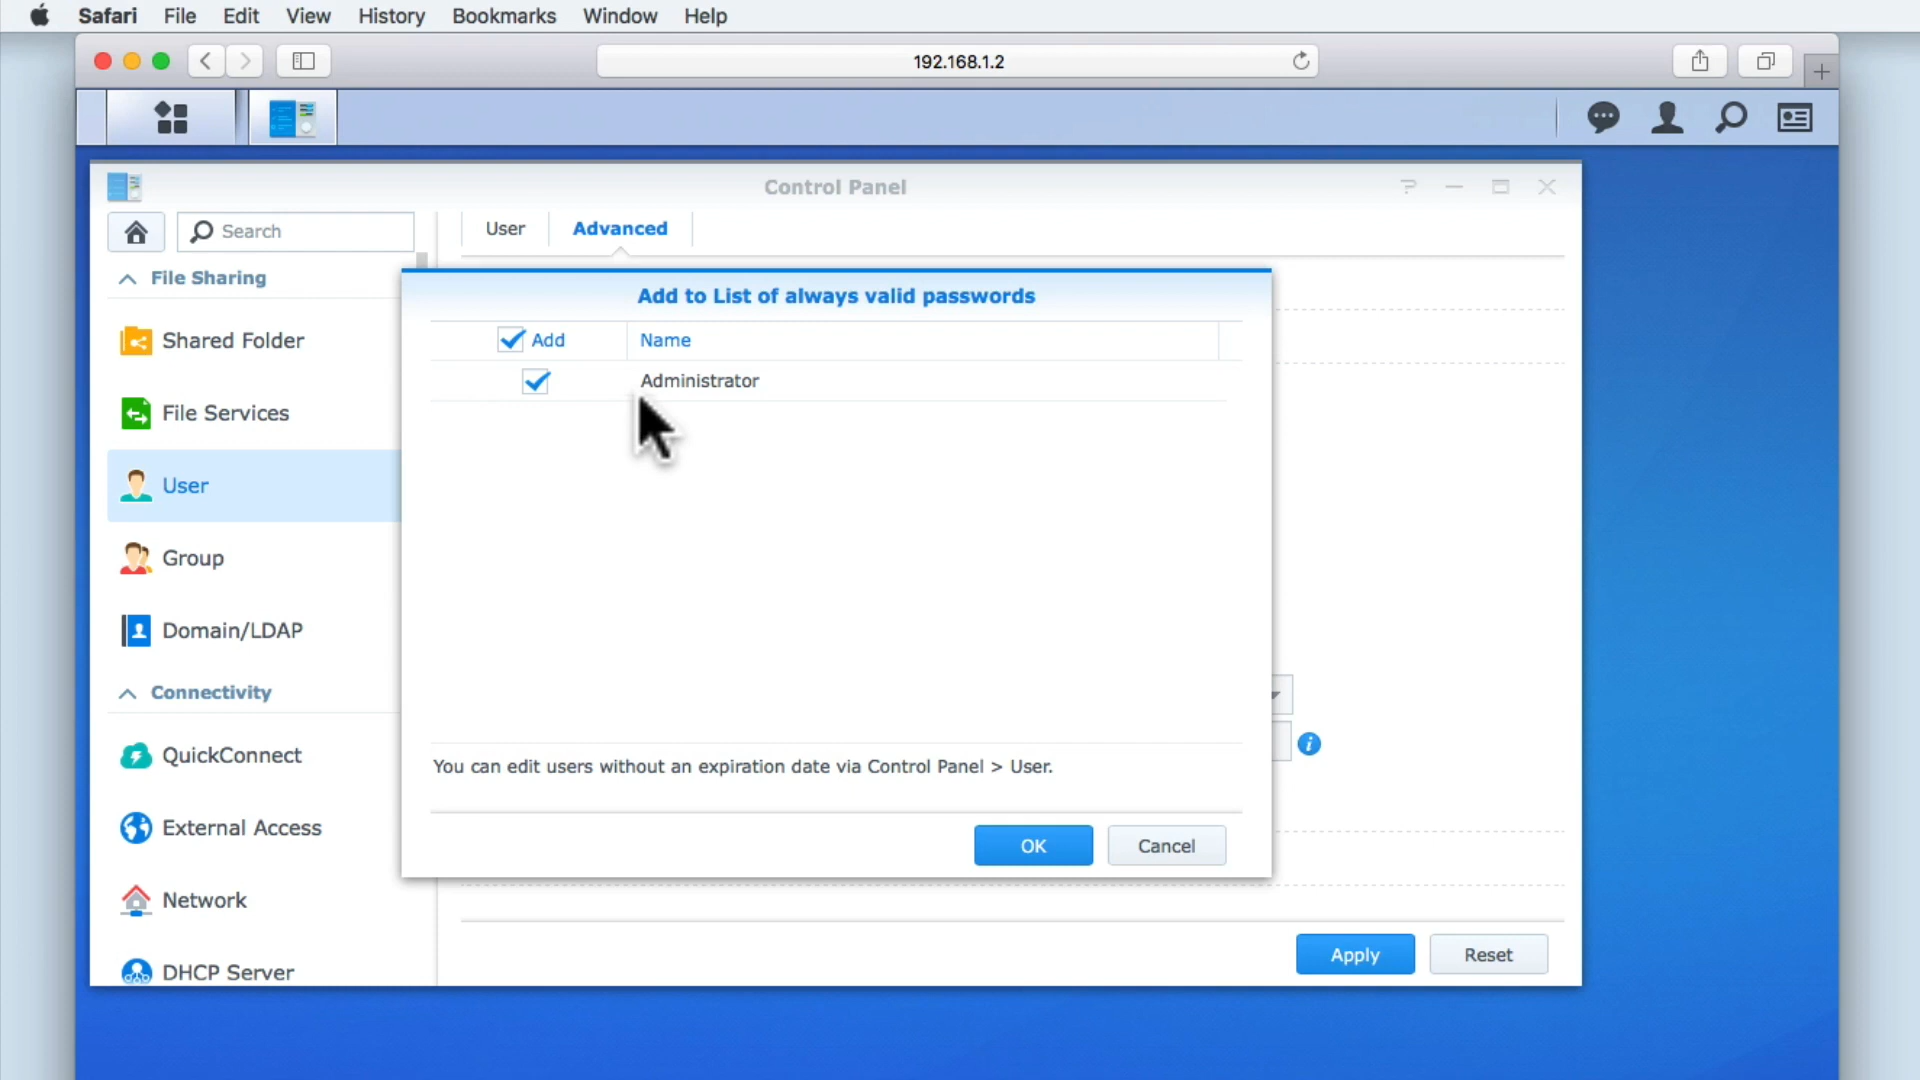 Safari File Edit View History Bookmarks Window Help
192.168.1.2
Control Panel
Search
User Advanced
File Sharing
Shared Folder
File Services
User
Group
Domain/LDAP
Connectivity
QuickConnect
External Access
Network
DHCP Server
Add to List of always valid passwords
Add Name
Administrator
You can edit users without an expiration date via Control Panel > User.
OK Cancel
Apply Reset